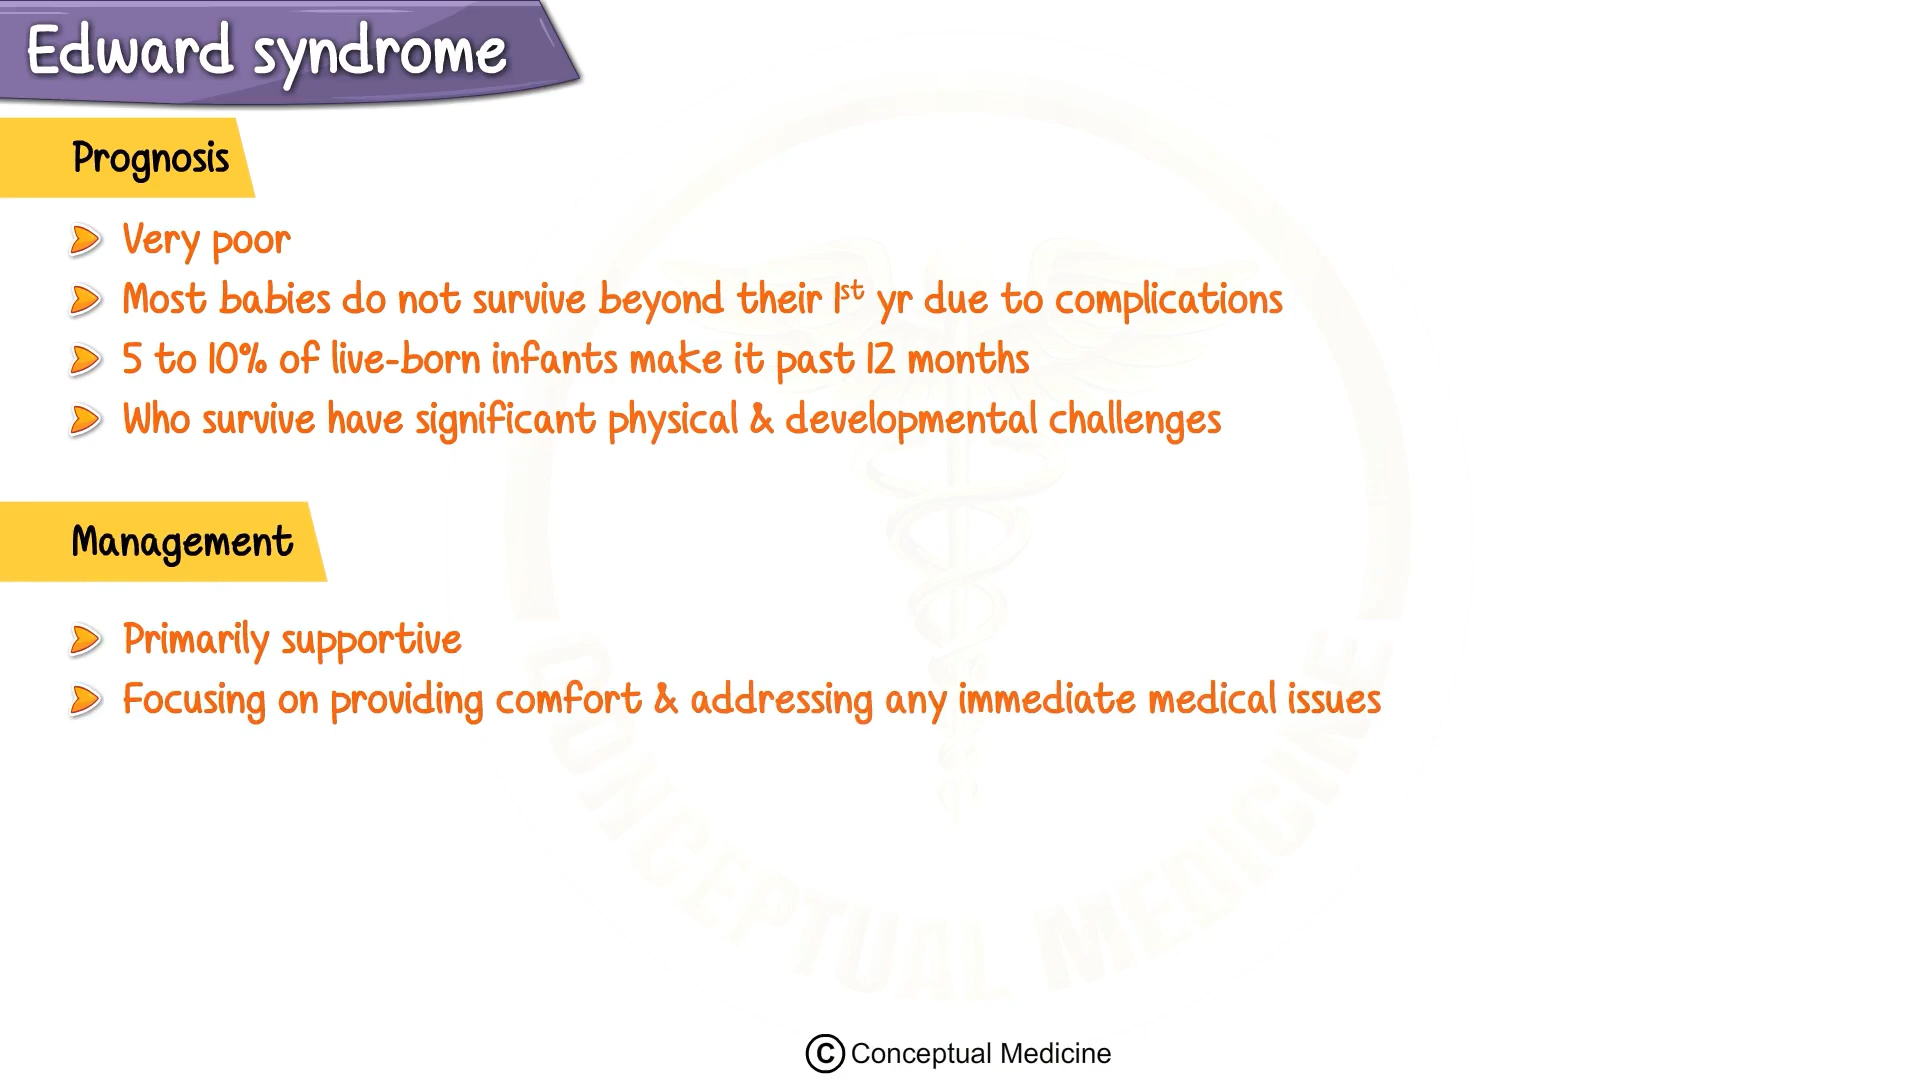 Edward syndrome
Prognosis
Very poor
Most babies do not survive beyond their 1st yr due to complications
5 to 10% of live-born infants make it past 12 months
Who survive have significant physical & developmental challenges
Management
Primarily supportive
Focusing on providing comfort & addressing any immediate medical issues
CONCEPTUAL MEDICINE
© Conceptual Medicine